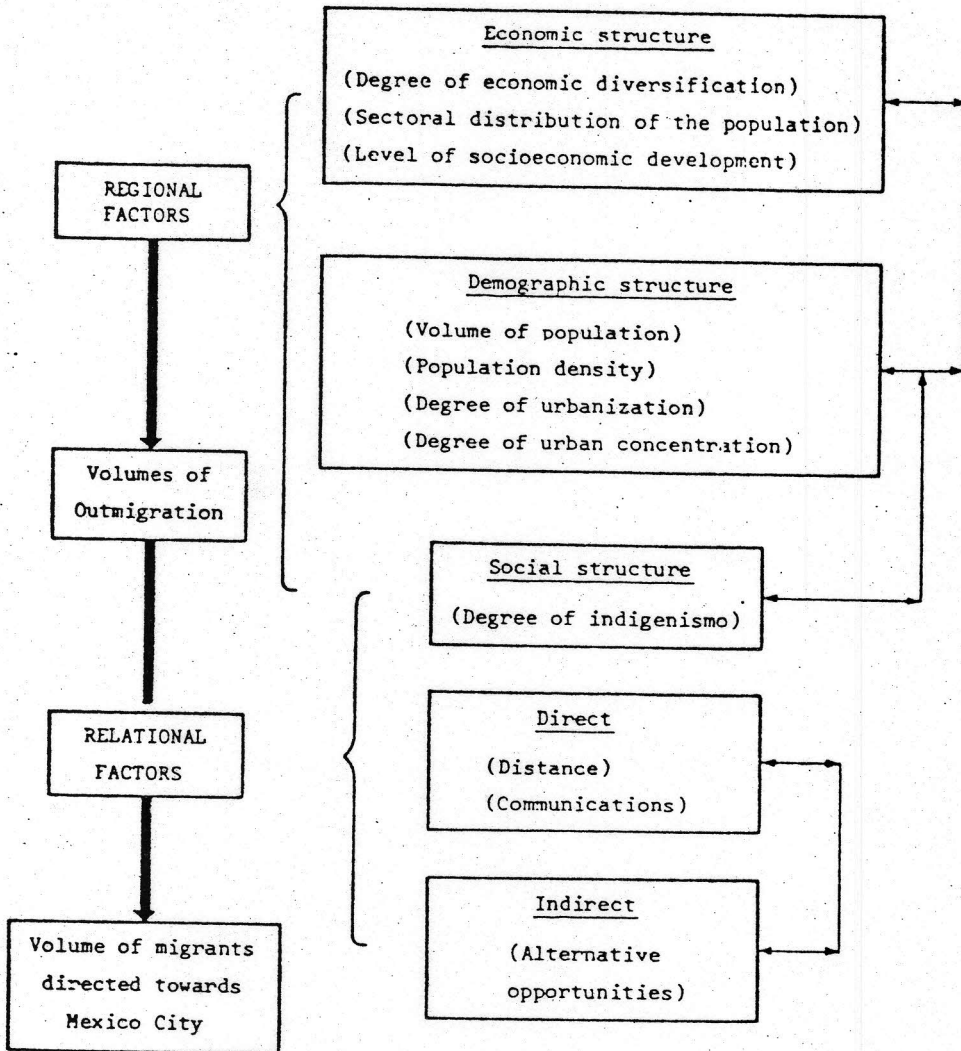 Economic structure
(Degree of economic diversification)
(Sectoral distribution of the population)
(Level of socioeconomic development)
REGIONAL
FACTORS
Demographic structure
(Volume of population)
(Population density)
(Degree of urbanization)
(Degree of urban concentration)
Volumes of
Outmigration
Social structure
(Degree of indigenismo)
RELATIONAL
FACTORS
Direct
(Distance)
(Communications)
Indirect
(Alternative
opportunities)
Volume of migrants
directed towards
Mexico City